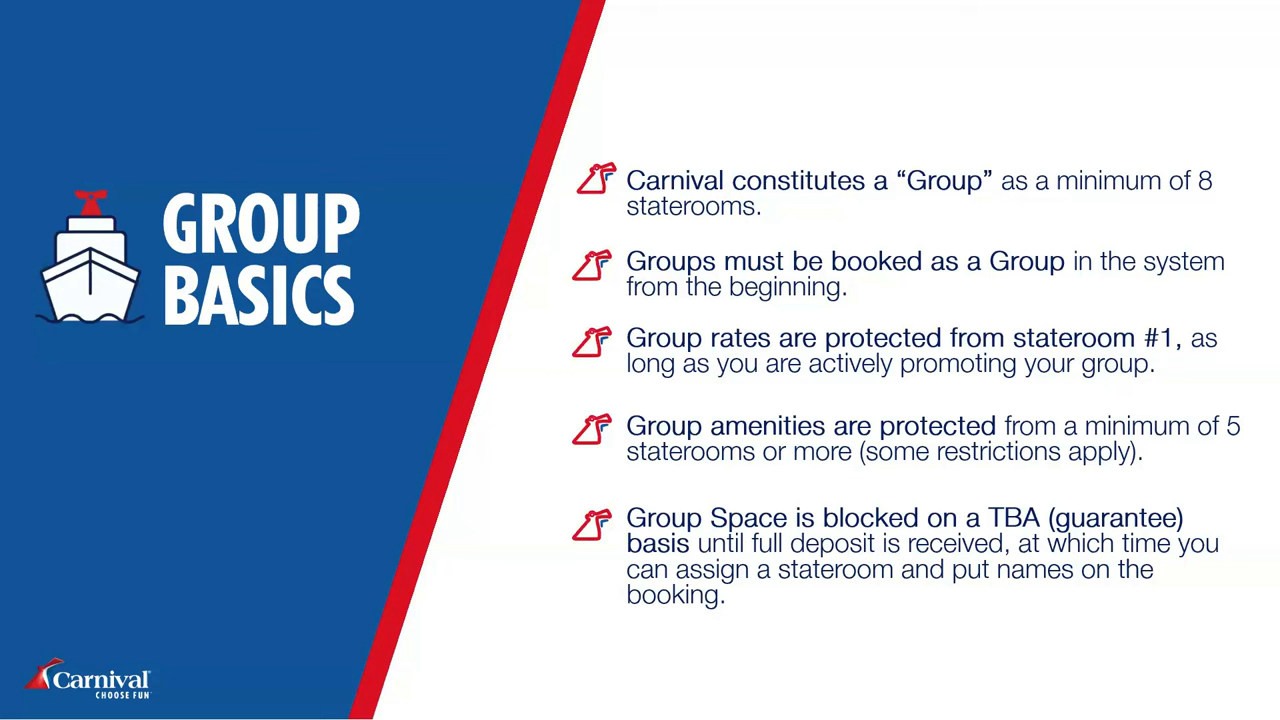 GROUP
BASICS
Carnival constitutes a “Group” as a minimum of 8
staterooms.
Groups must be booked as a Group in the system
from the beginning.
Group rates are protected from stateroom #1, as
long as you are actively promoting your group.
Group amenities are protected from a minimum of 5
staterooms or more (some restrictions apply).
Group Space is blocked on a TBA (guarantee)
basis until full deposit is received, at which time you
can assign a stateroom and put names on the
booking.
Carnival
CHOOSE FUN